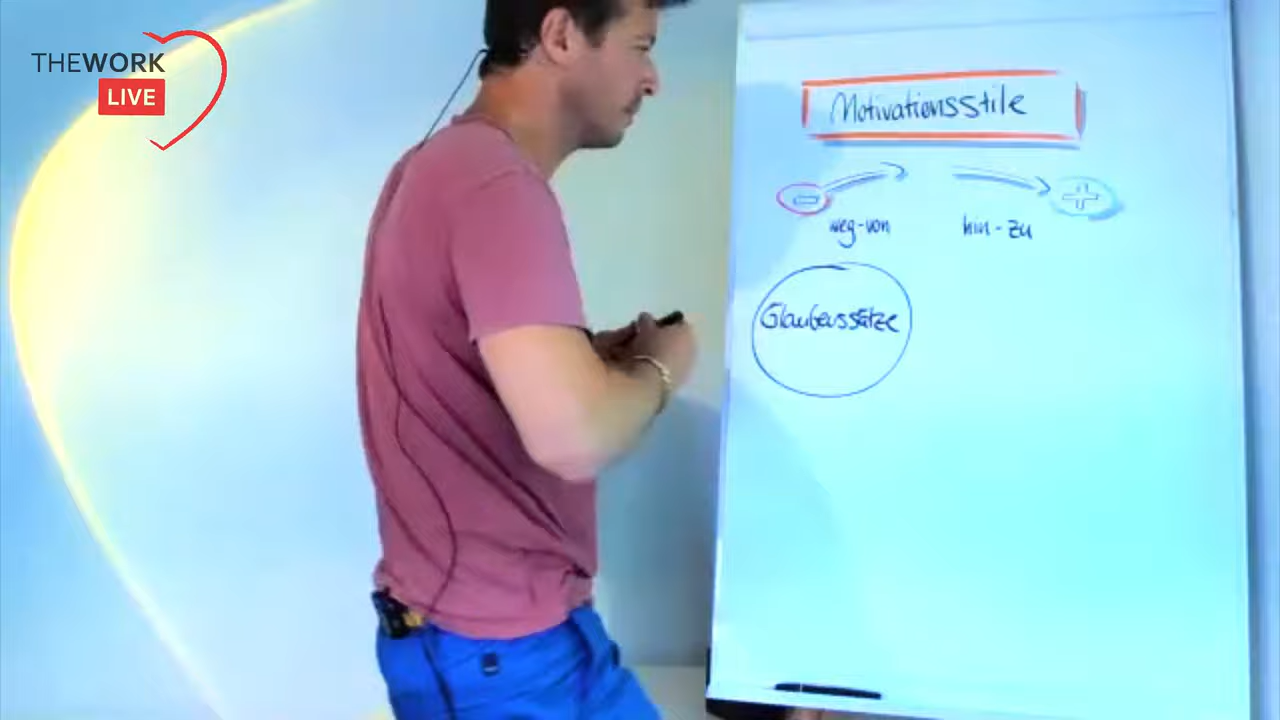 THEWORK
LIVE
Motivationsstile
weg-von hin-zu
Glaubenssätze